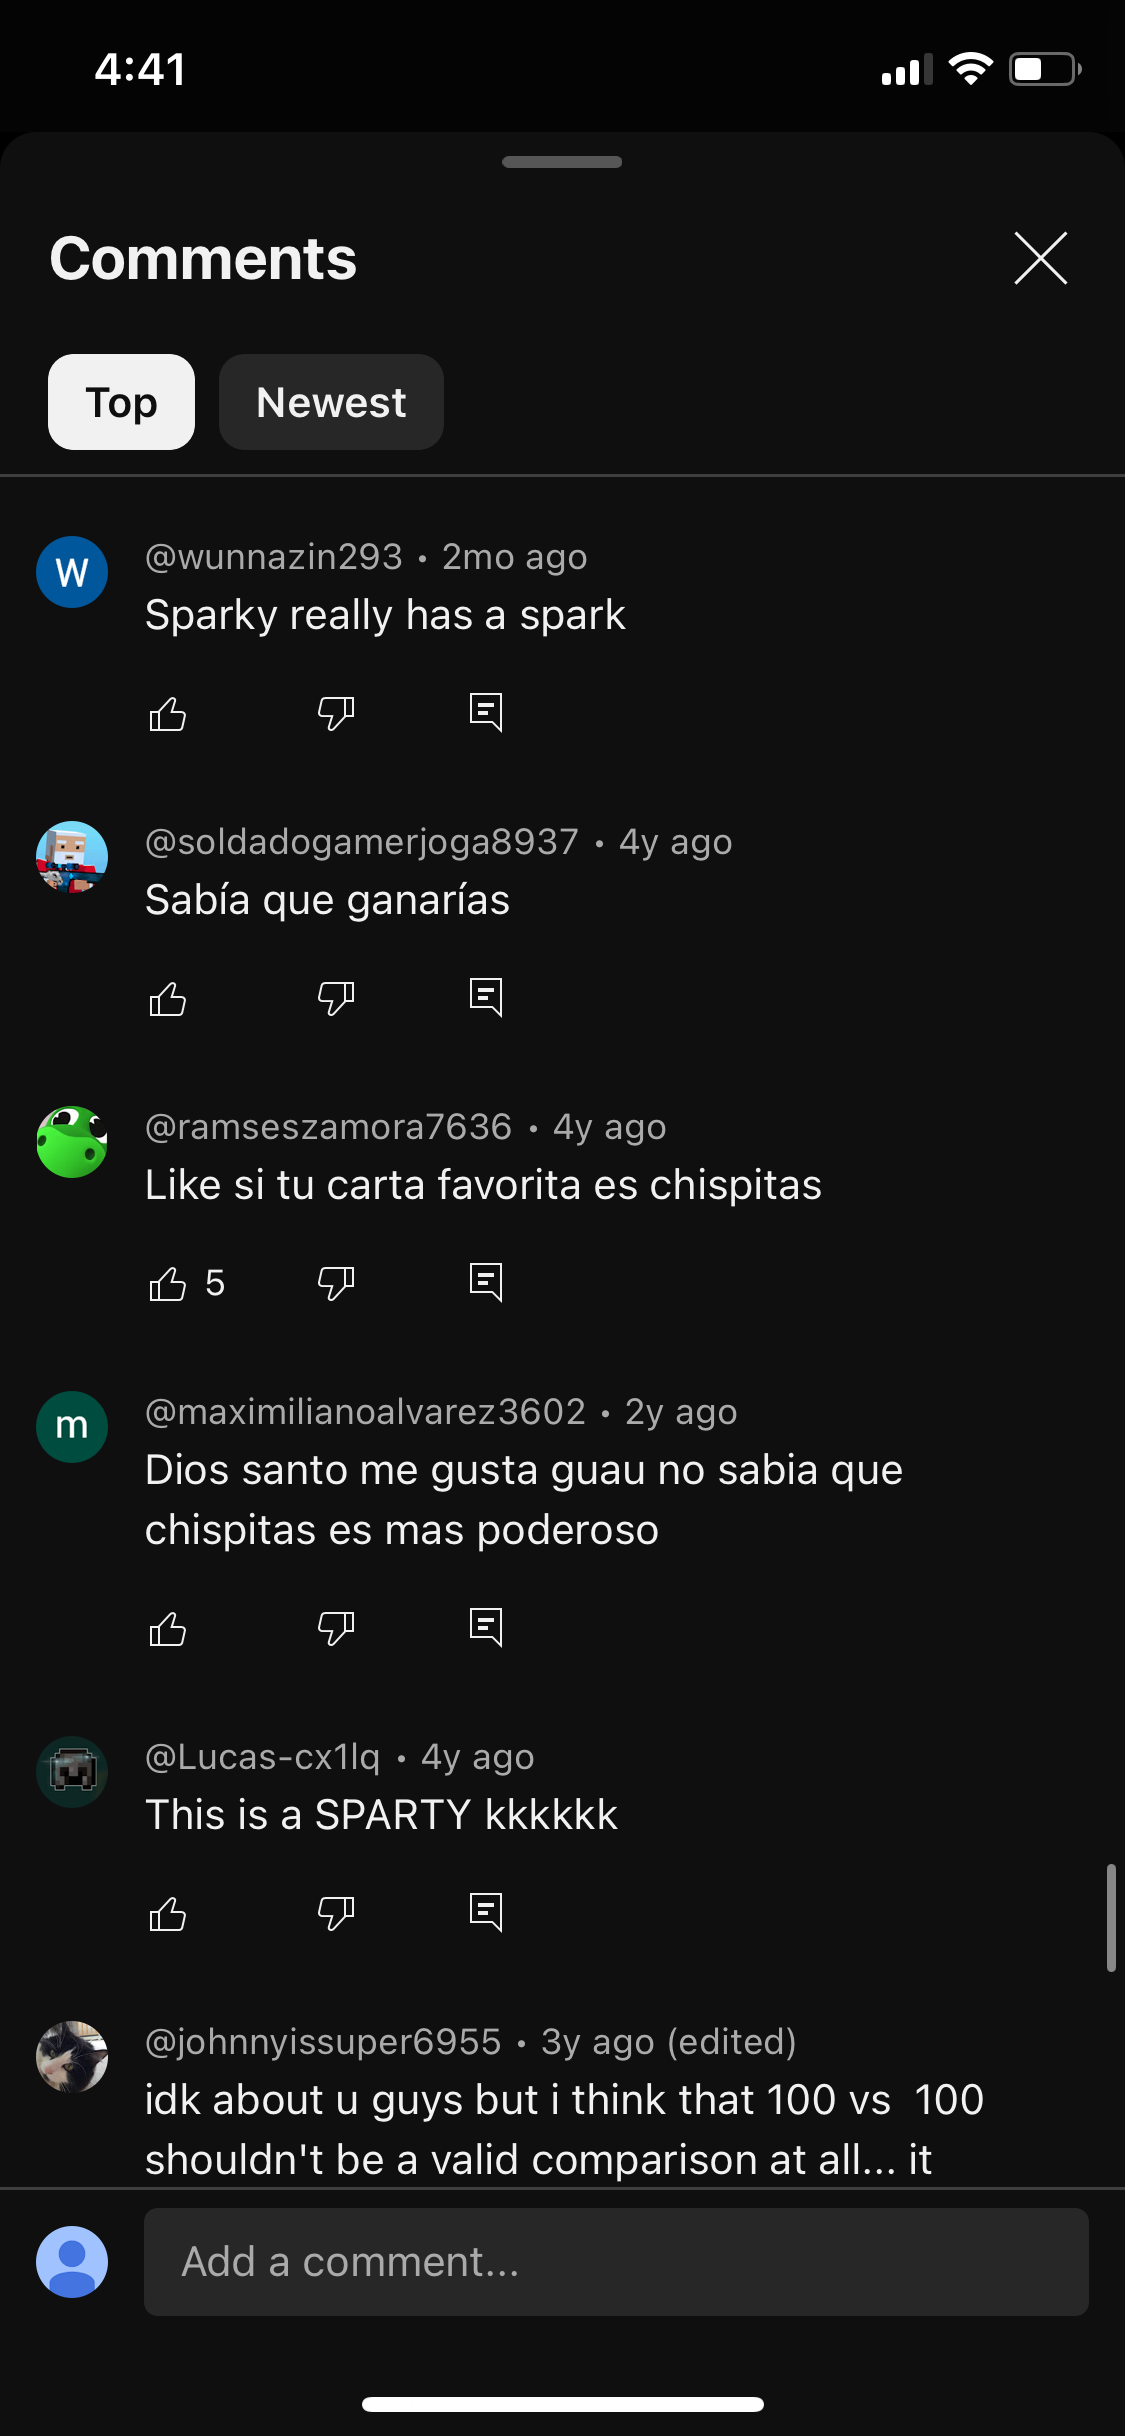 4:41
Comments
Top Newest
W @wunnazin293 • 2mo ago
Sparky really has a spark
@soldadogamerjoga8937 • 4y ago
Sabía que ganarías
@ramseszamora7636 • 4y ago
Like si tu carta favorita es chispitas
5
m @maximilianoalvarez3602 • 2y ago
Dios santo me gusta guau no sabia que
chispitas es mas poderoso
@Lucas-cx1lq • 4y ago
This is a SPARTY kkkkkk
@johnnyissuper6955 • 3y ago (edited)
idk about u guys but i think that 100 vs  100
shouldn't be a valid comparison at all... it
Add a comment...